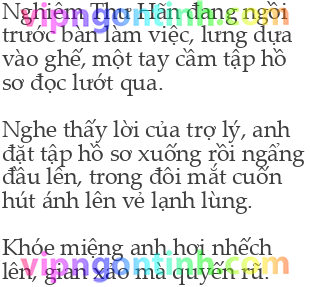 Nghiêm Thư Hân đang ngồi
trước bàn làm việc, lưng dựa
vào ghế, một tay cầm tập hồ
sơ đọc lướt qua.
Nghe thấy lời của trợ lý, anh
đặt tập hồ sơ xuống rồi ngẩng
đầu lên, trong đôi mắt cuốn
hút ánh lên vẻ lạnh lùng.
Khóe miệng anh hơi nhếch
lên, gian xảo mà quyến rũ.
vipngontinh.com
vipngontinh.com